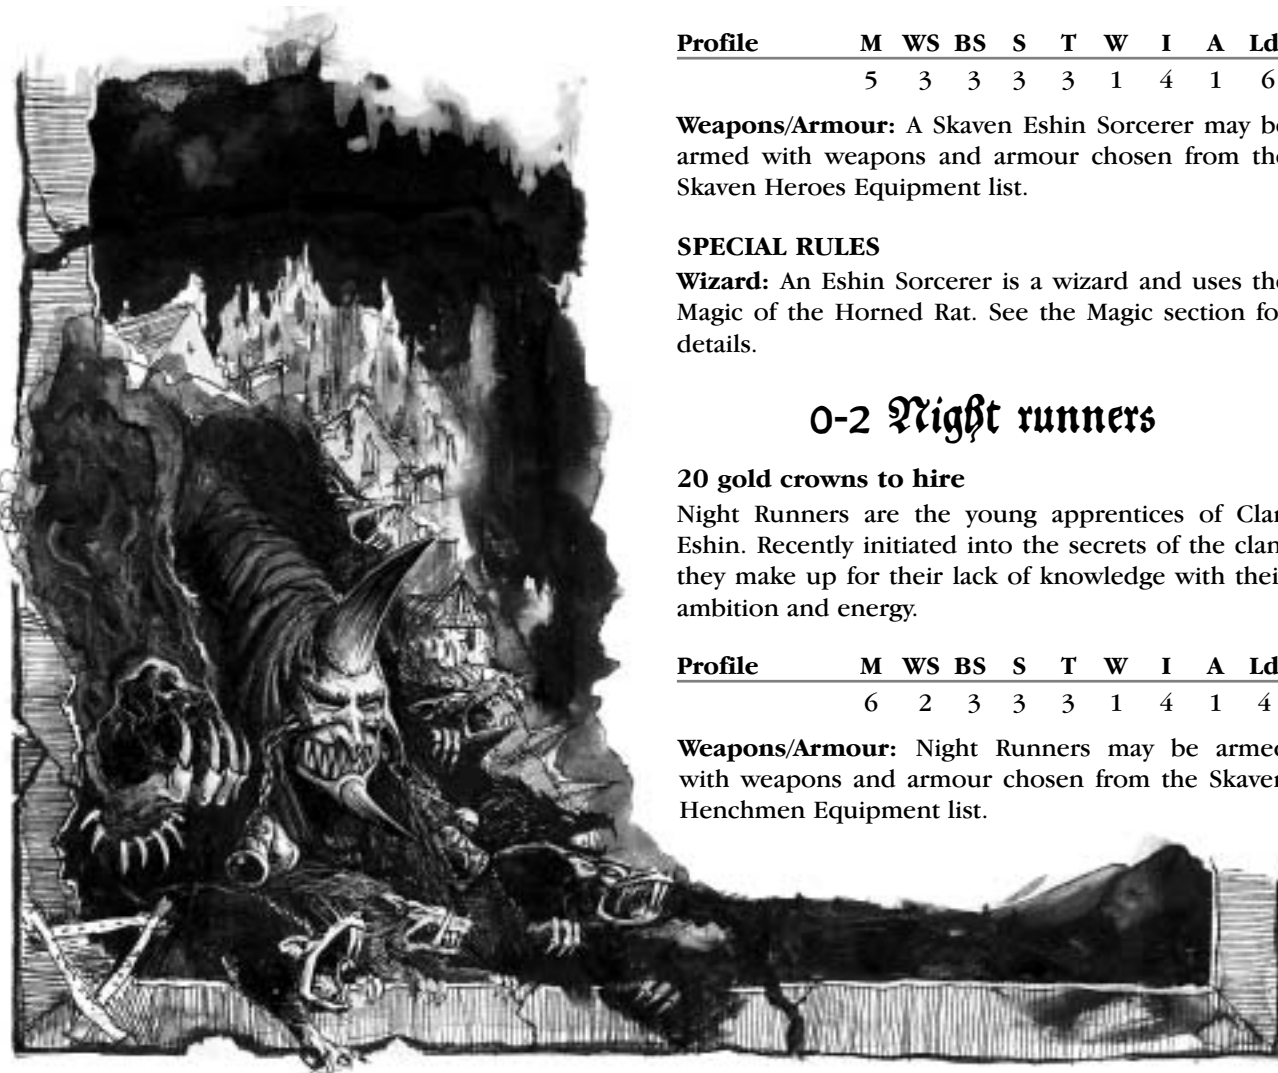 Profile M WS BS S T W I A Ld
5 3 3 3 3 1 4 1 6
Weapons/Armour: A Skaven Eshin Sorcerer may be
armed with weapons and armour chosen from the
Skaven Heroes Equipment list.
SPECIAL RULES
Wizard: An Eshin Sorcerer is a wizard and uses the
Magic of the Horned Rat. See the Magic section fo
details.
0-2 Night runners
20 gold crowns to hire
Night Runners are the young apprentices of Clan
Eshin. Recently initiated into the secrets of the clan
they make up for their lack of knowledge with their
ambition and energy.
Profile M WS BS S T W I A Ld
6 2 3 3 3 1 4 1 4
Weapons/Armour: Night Runners may be armed
with weapons and armour chosen from the Skaven
Henchmen Equipment list.